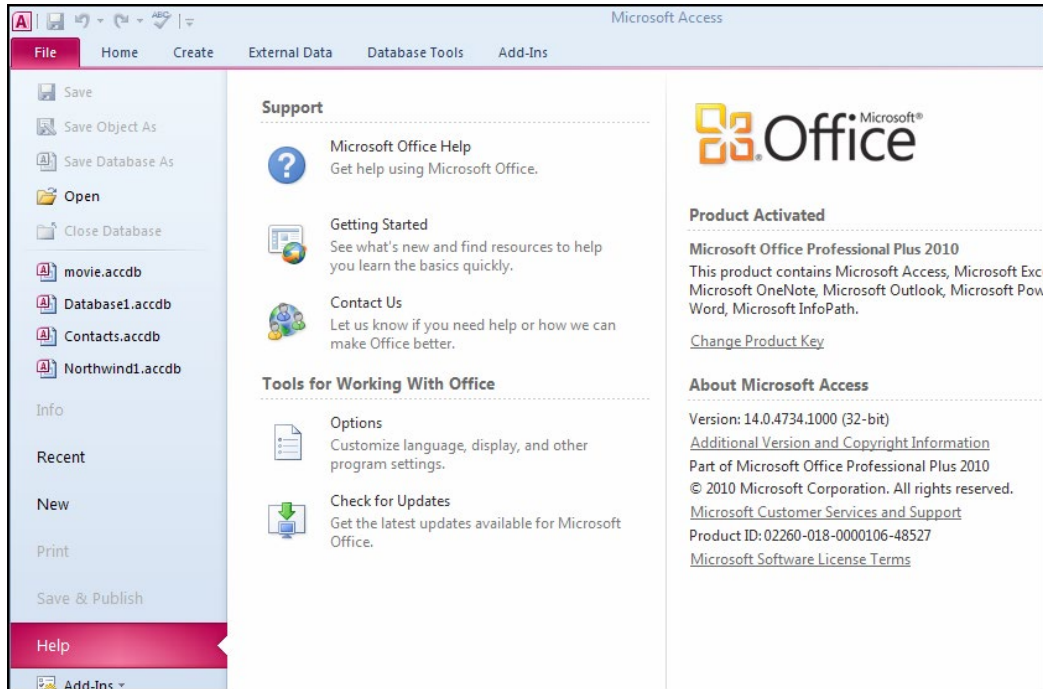 Microsoft Access
File Home Create External Data Database Tools Add-Ins
Save
Save Object As
Save Database As
Open
Close Database
movie.accdb
Database1.accdb
Contacts.accdb
Northwind1.accdb
Info
Recent
New
Print
Save & Publish
Help
Add-Ins
Support
Microsoft Office Help
Get help using Microsoft Office.
Getting Started
See what's new and find resources to help
you learn the basics quickly.
Contact Us
Let us know if you need help or how we can
make Office better.
Tools for Working With Office
Options
Customize language, display, and other
program settings.
Check for Updates
Get the latest updates available for Microsoft
Office.
Microsoft®
Office
Product Activated
Microsoft Office Professional Plus 2010
This product contains Microsoft Access, Microsoft Exc
Microsoft OneNote, Microsoft Outlook, Microsoft Pow
Word, Microsoft InfoPath.
Change Product Key
About Microsoft Access
Version: 14.0.4734.1000 (32-bit)
Additional Version and Copyright Information
Part of Microsoft Office Professional Plus 2010
© 2010 Microsoft Corporation. All rights reserved.
Microsoft Customer Services and Support
Product ID: 02260-018-0000106-48527
Microsoft Software License Terms